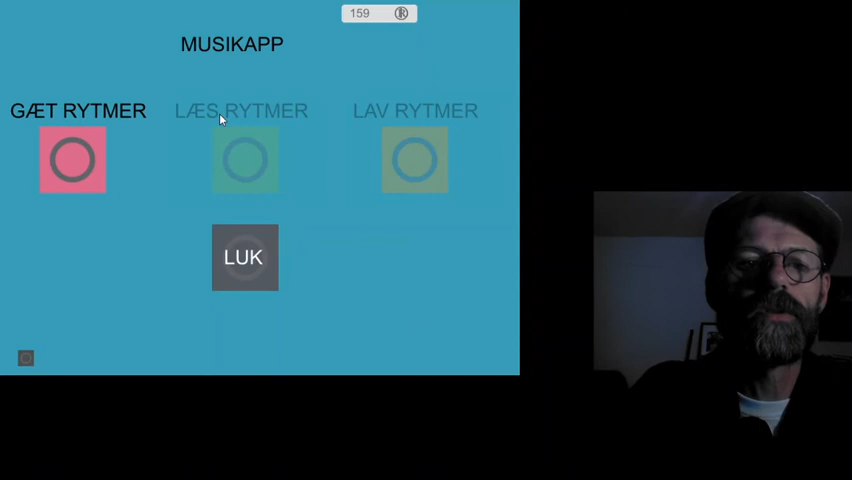 159 ®
MUSIKAPP
GÆT RYTMER LÆS RYTMER LAV RYTMER
LUK